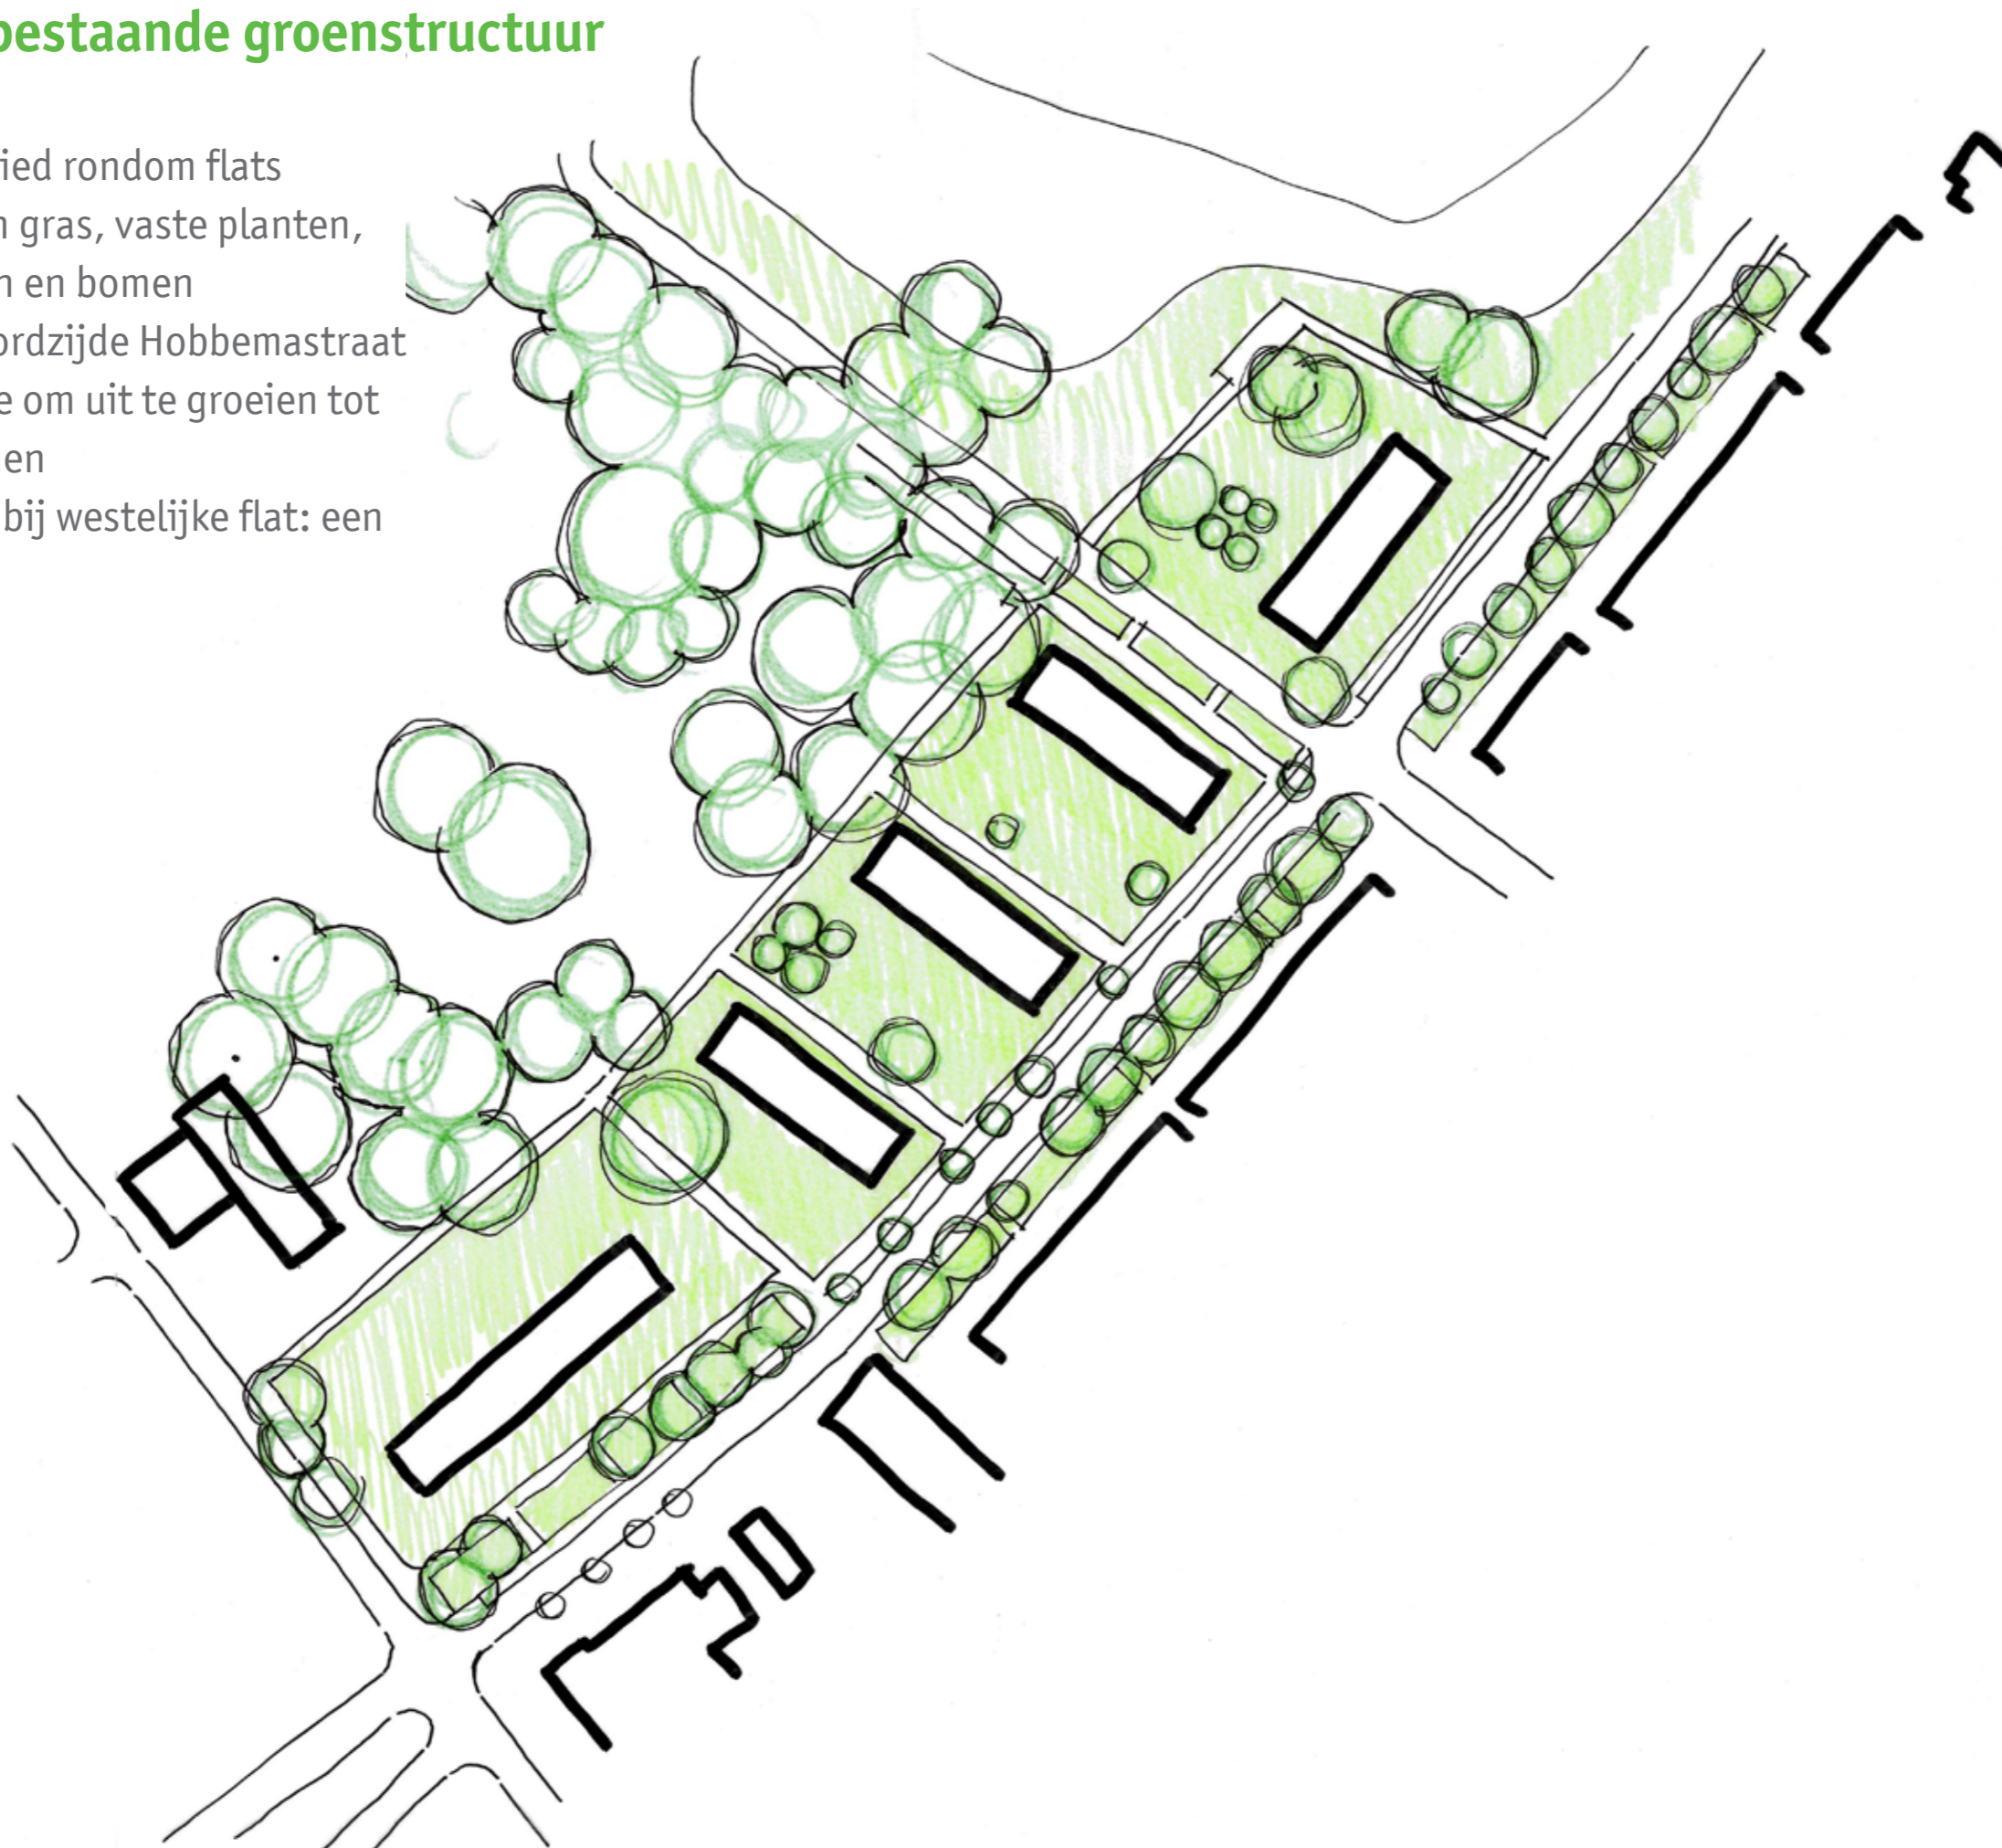 bestaande groenstructuur
ied rondom flats
n gras, vaste planten,
n en bomen
ordzijde Hobbemastraat
e om uit te groeien tot
en
bij westelijke flat: een